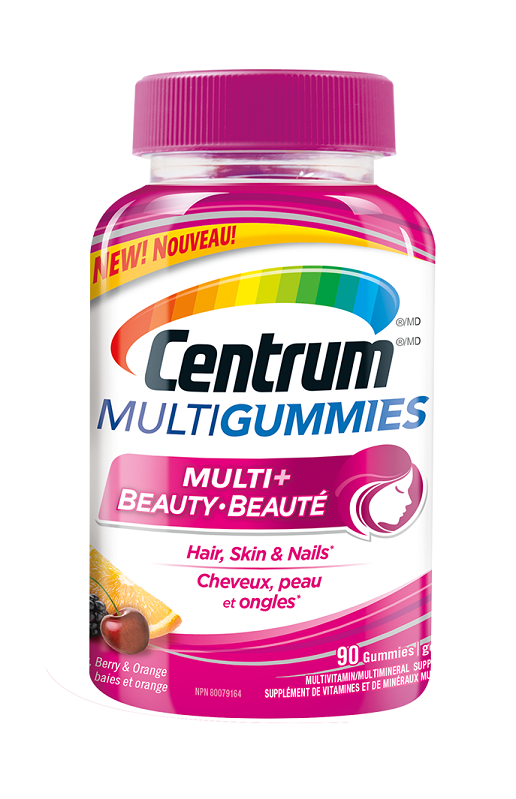 NEW! NOUVEAU!
®/MD
Centrum ®/MD
MULTIGUMMIES
MULTI+
BEAUTY • BEAUTÉ
Hair, Skin & Nails*
Cheveux, peau
et ongles*
, Berry & Orange
baies et orange
NPN 80079164
90 Gummies
MULTIVITAMIN/MULTIMINERAL
SUPPLÉMENT DE VITAMINES ET DE MINÉRAUX